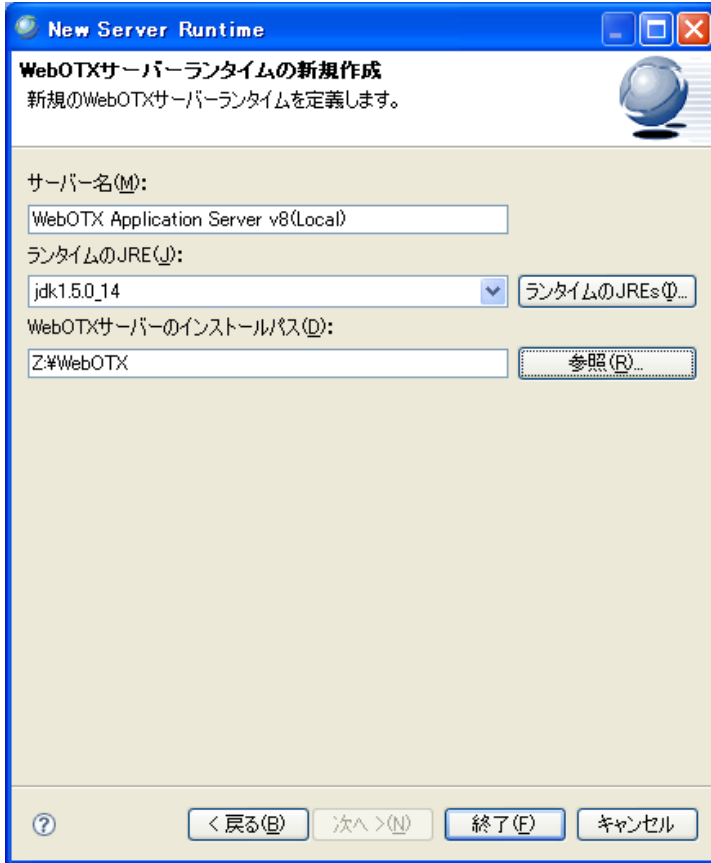 New Server Runtime
WebOTXサーバーランタイムの新規作成
新規のWebOTXサーバーランタイムを定義します。
サーバー名(M):
WebOTX Application Server v8(Local)
ランタイムのJRE(J):
jdk1.5.0_14
ランタイムのJREs(I)...
WebOTXサーバーのインストールパス(D):
Z:¥WebOTX
参照(R)...
?
< 戻る(B) 次へ >(N) 終了(F) キャンセル